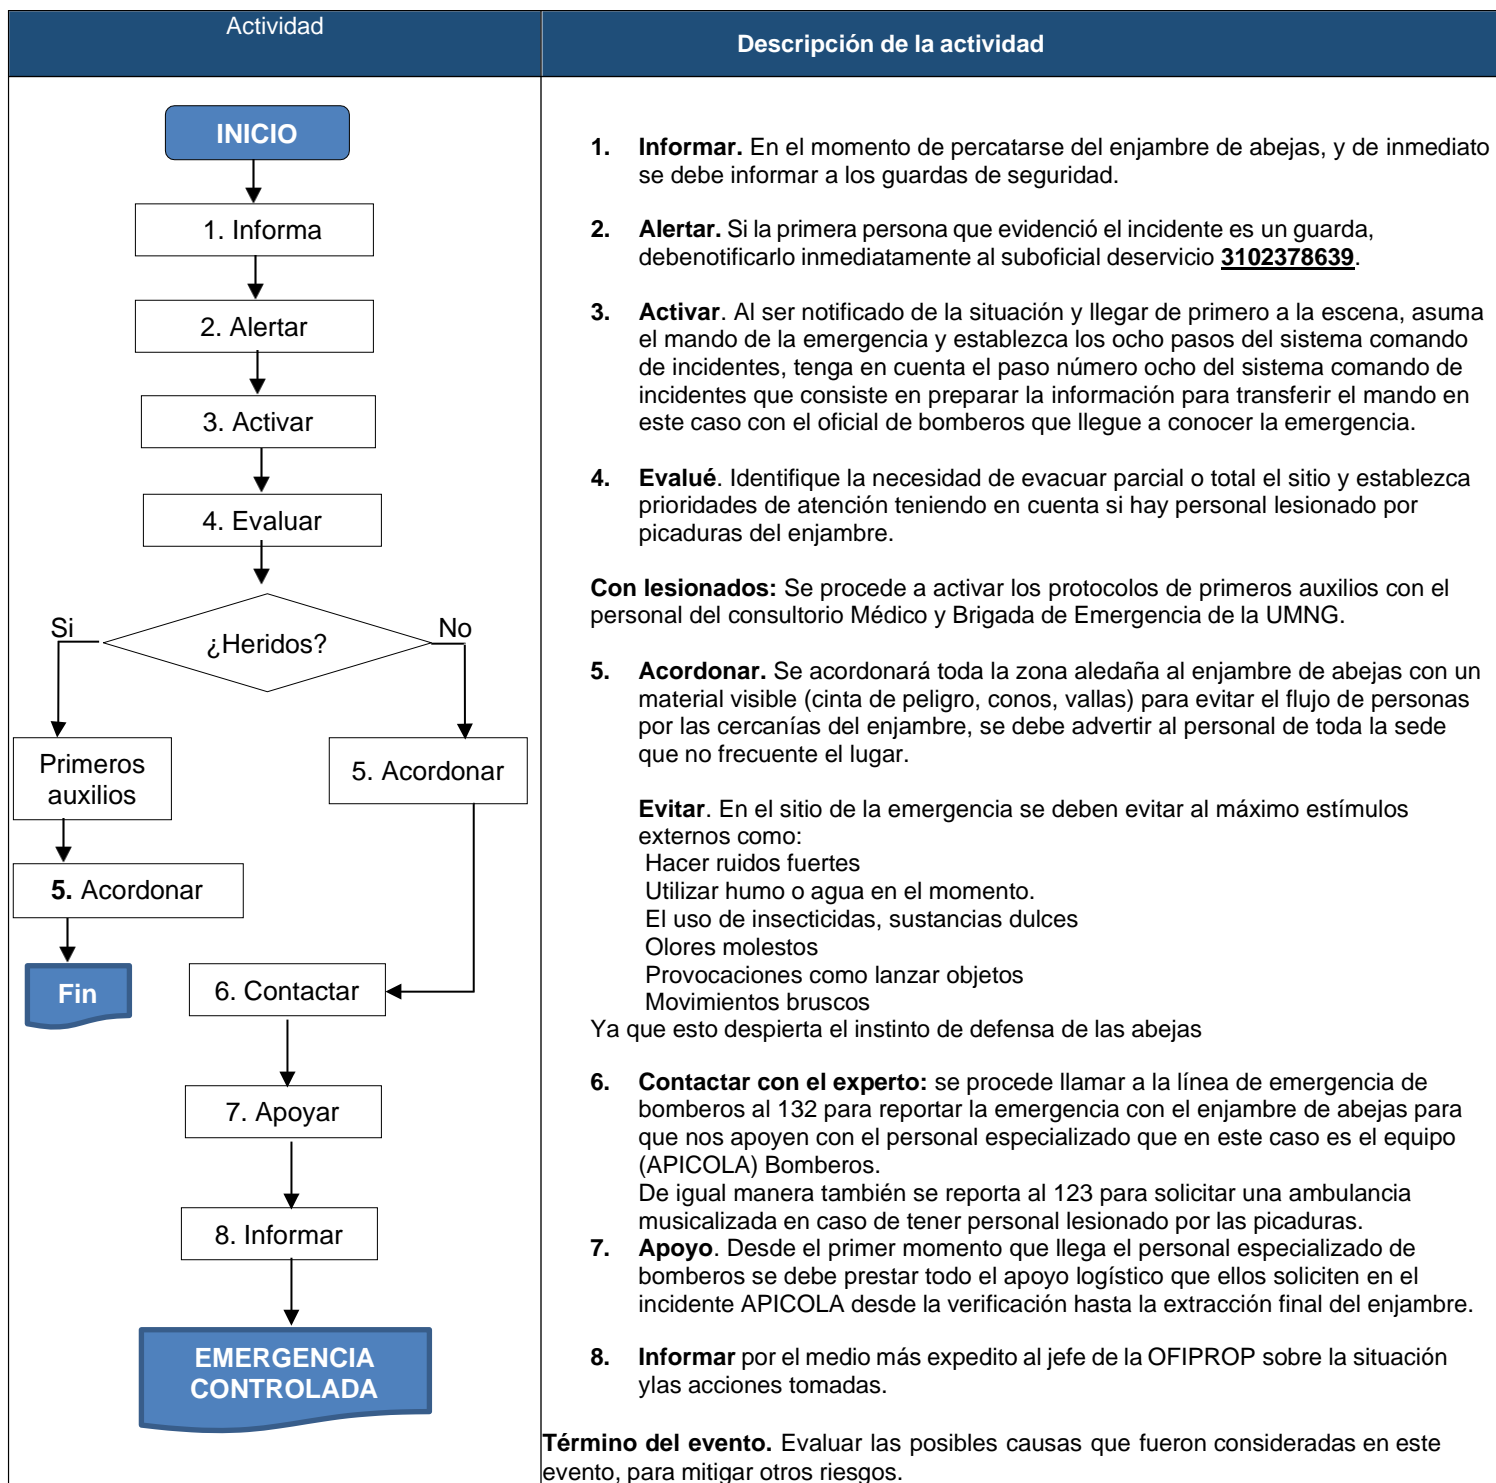 Actividad
Descripción de la actividad
INICIO
1. Informa
2. Alertar
3. Activar
4. Evaluar
¿Heridos?
Si
No
Primeros
auxilios
5. Acordonar
5. Acordonar
Fin
6. Contactar
7. Apoyar
8. Informar
EMERGENCIA
CONTROLADA
1. Informar. En el momento de percatarse del enjambre de abejas, y de inmediato
se debe informar a los guardas de seguridad.
2. Alertar. Si la primera persona que evidenció el incidente es un guarda,
debenotificarlo inmediatamente al suboficial deservicio 3102378639.
3. Activar. Al ser notificado de la situación y llegar de primero a la escena, asuma
el mando de la emergencia y establezca los ocho pasos del sistema comando
de incidentes, tenga en cuenta el paso número ocho del sistema comando de
incidentes que consiste en preparar la información para transferir el mando en
este caso con el oficial de bomberos que llegue a conocer la emergencia.
4. Evalué. Identifique la necesidad de evacuar parcial o total el sitio y establezca
prioridades de atención teniendo en cuenta si hay personal lesionado por
picaduras del enjambre.
Con lesionados: Se procede a activar los protocolos de primeros auxilios con el
personal del consultorio Médico y Brigada de Emergencia de la UMNG.
5. Acordonar. Se acordonará toda la zona aledaña al enjambre de abejas con un
material visible (cinta de peligro, conos, vallas) para evitar el flujo de personas
por las cercanías del enjambre, se debe advertir al personal de toda la sede
que no frecuente el lugar.
Evitar. En el sitio de la emergencia se deben evitar al máximo estímulos
externos como:
Hacer ruidos fuertes
Utilizar humo o agua en el momento.
El uso de insecticidas, sustancias dulces
Olores molestos
Provocaciones como lanzar objetos
Movimientos bruscos
Ya que esto despierta el instinto de defensa de las abejas
6. Contactar con el experto: se procede llamar a la línea de emergencia de
bomberos al 132 para reportar la emergencia con el enjambre de abejas para
que nos apoyen con el personal especializado que en este caso es el equipo
(APICOLA) Bomberos.
De igual manera también se reporta al 123 para solicitar una ambulancia
musicalizada en caso de tener personal lesionado por las picaduras.
7. Apoyo. Desde el primer momento que llega el personal especializado de
bomberos se debe prestar todo el apoyo logístico que ellos soliciten en el
incidente APICOLA desde la verificación hasta la extracción final del enjambre.
8. Informar por el medio más expedito al jefe de la OFIPROP sobre la situación
ylas acciones tomadas.
Término del evento. Evaluar las posibles causas que fueron consideradas en este
evento, para mitigar otros riesgos.